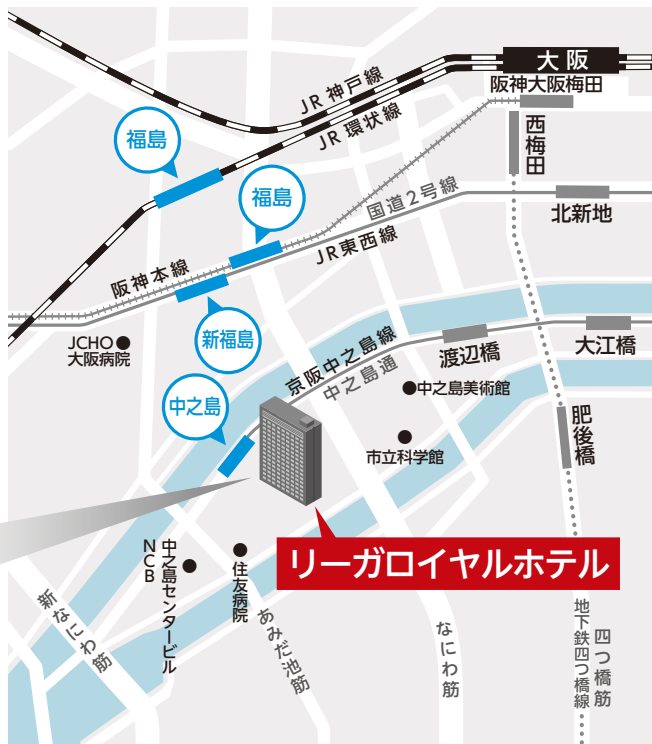 大阪
阪神大阪梅田
JR神戸線
JR環状線
西梅田
福島
福島
国道2号線
北新地
JR東西線
阪神本線
新福島
JCHO
大阪病院
京阪中之島線
中之島通
渡辺橋
大江橋
中之島
中之島美術館
市立科学館
肥後橋
リーガロイヤルホテル
中之島センタービル
NCB
住友病院
新なにわ筋
あみだ池筋
なにわ筋
四つ橋筋
地下鉄四つ橋線